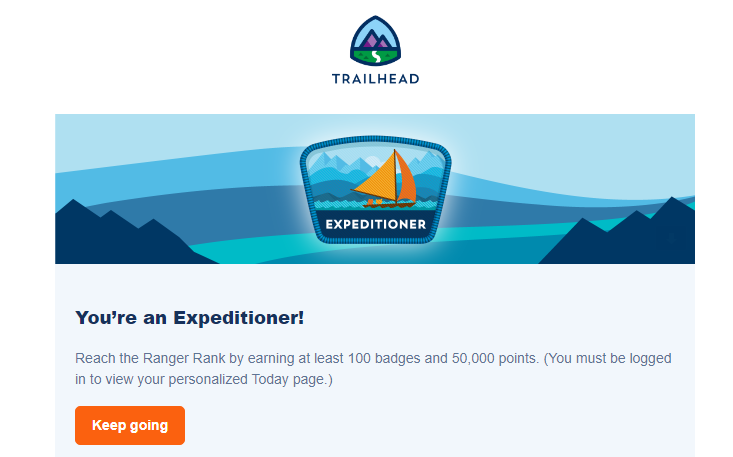 TRAILHEAD
EXPEDITIONER
You’re an Expeditioner!
Reach the Ranger Rank by earning at least 100 badges and 50,000 points. (You must be logged
in to view your personalized Today page.)
Keep going